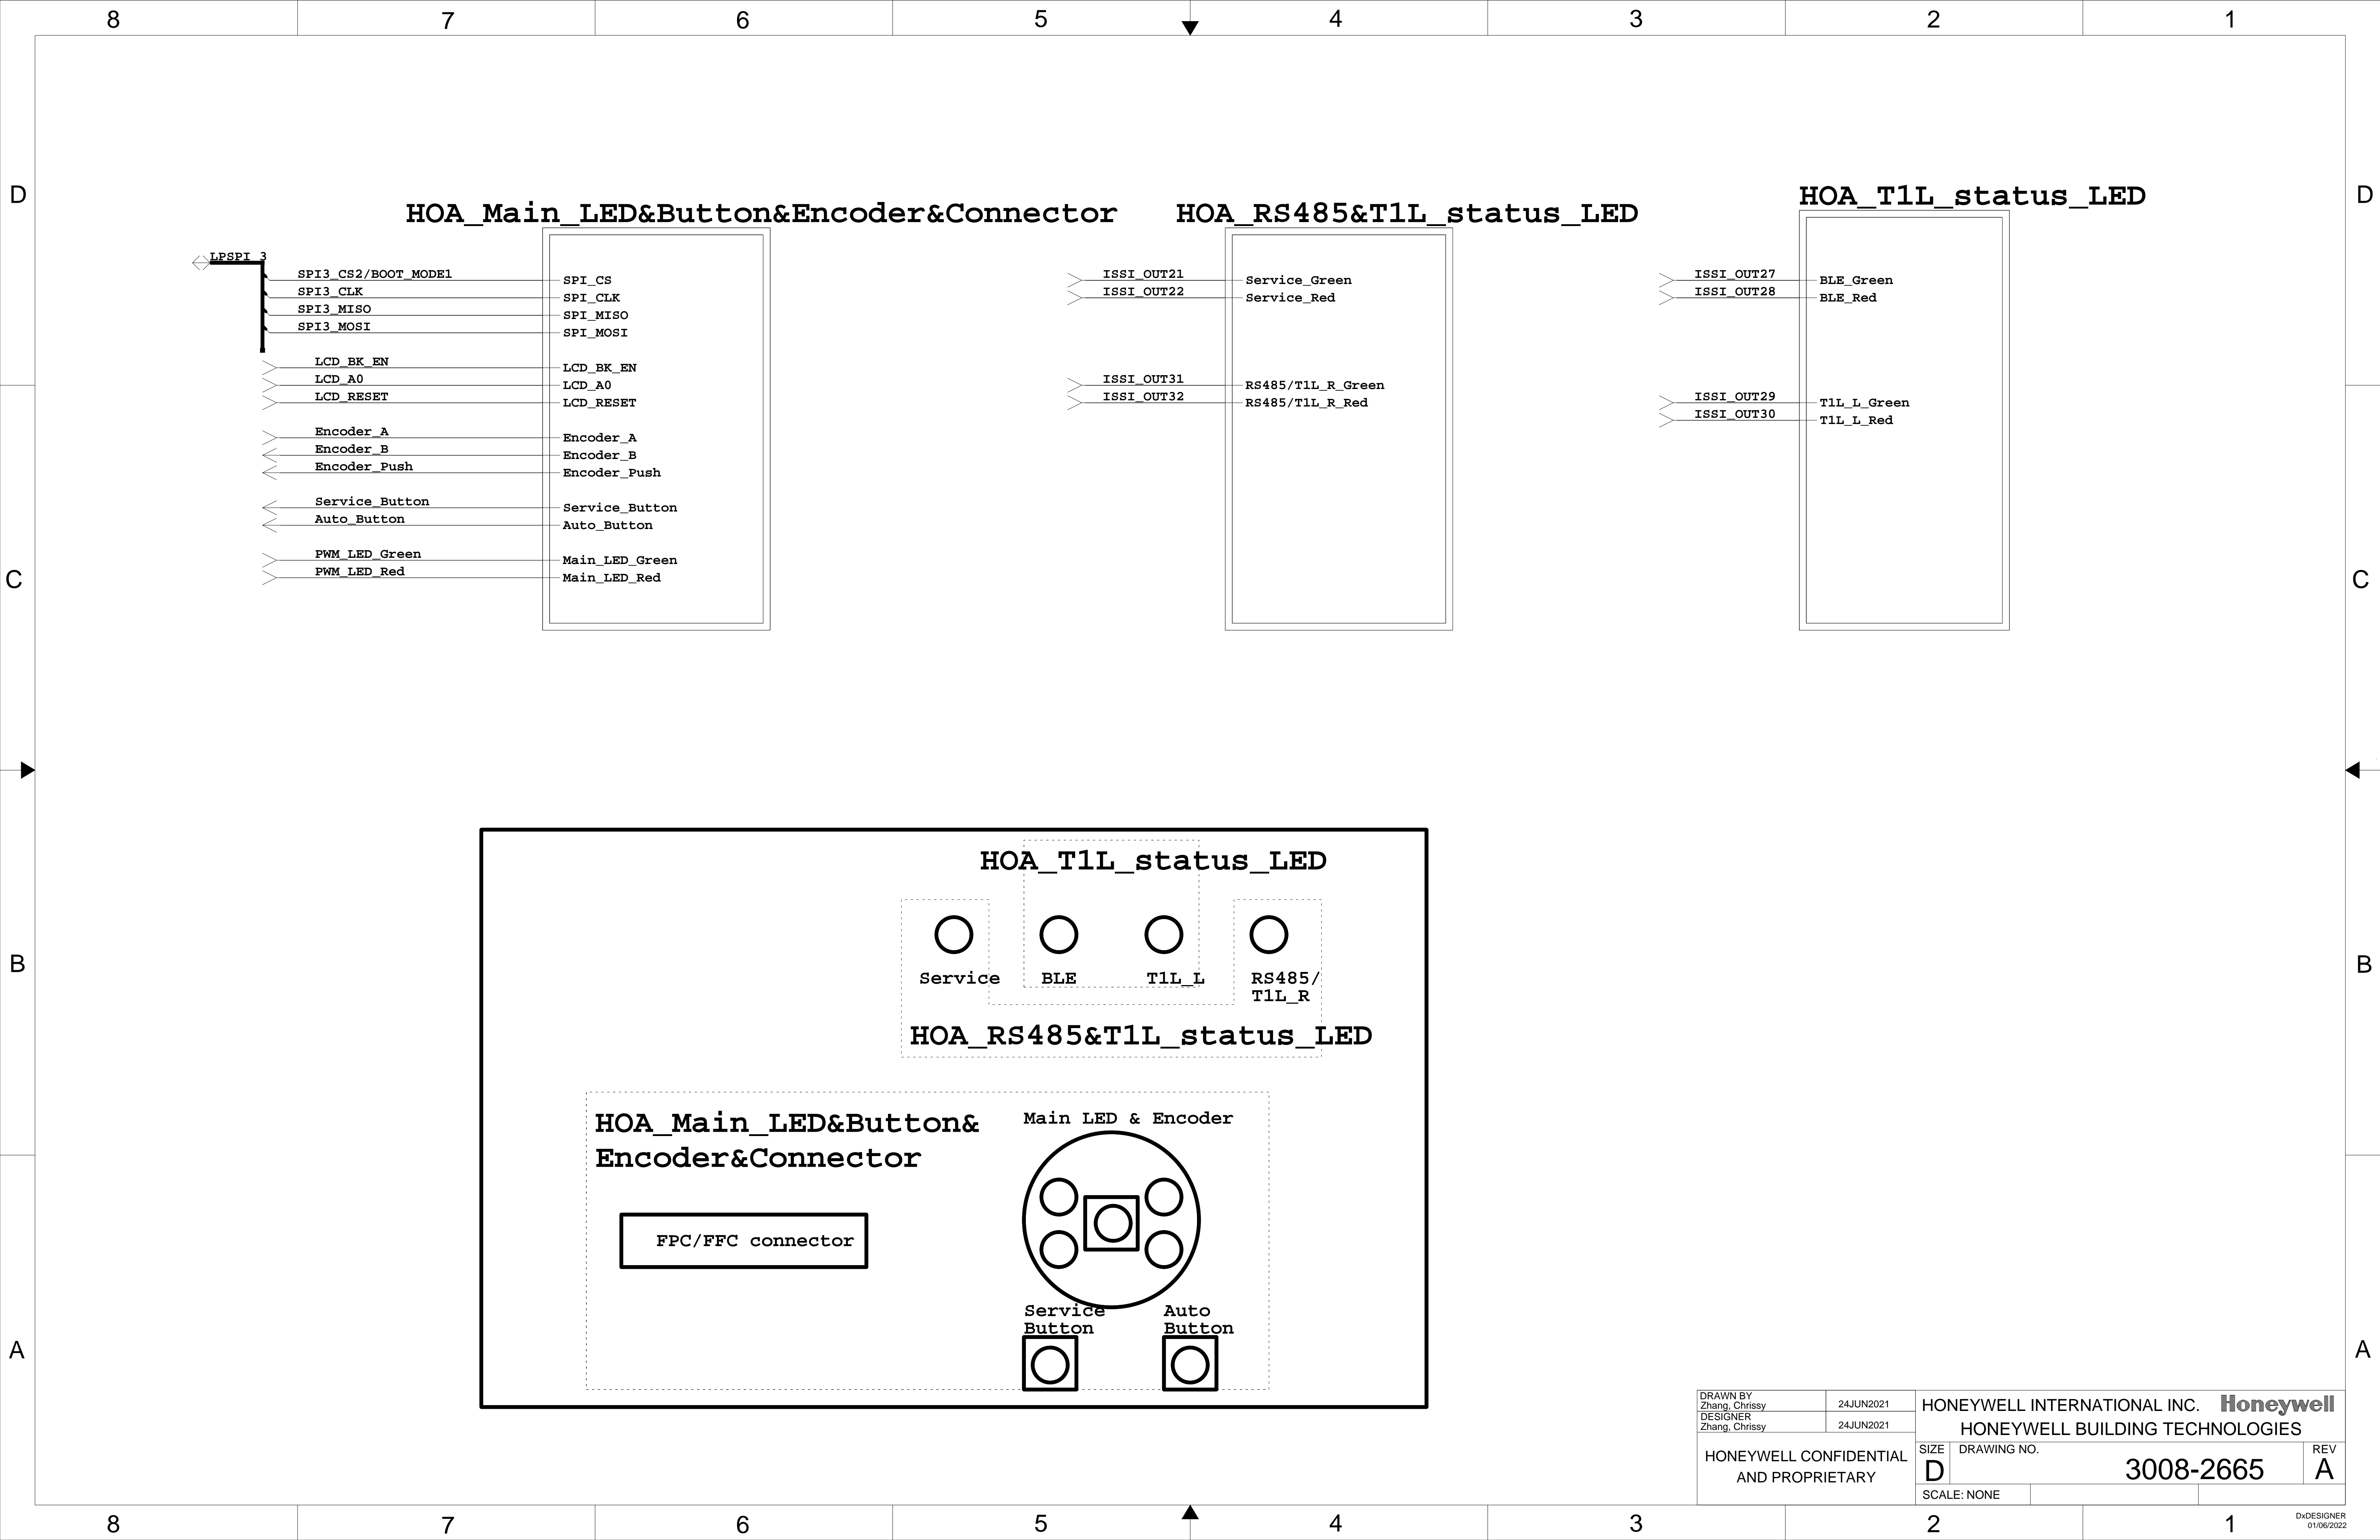 8 7 6 5 4 3 2 1
D
D
HOA_Main_LED&Button&Encoder&Connector
LPSPI_3
SPI3_CS2/BOOT_MODE1
SPI_CS
SPI3_CLK
SPI_CLK
SPI3_MISO
SPI_MISO
SPI3_MOSI
SPI_MOSI
LCD_BK_EN
LCD_BK_EN
LCD_A0
LCD_A0
LCD_RESET
LCD_RESET
Encoder_A
Encoder_A
Encoder_B
Encoder_B
Encoder_Push
Encoder_Push
Service_Button
Service_Button
Auto_Button
Auto_Button
PWM_LED_Green
Main_LED_Green
PWM_LED_Red
Main_LED_Red
HOA_RS485&T1L_status_LED
ISSI_OUT21
Service_Green
ISSI_OUT22
Service_Red
ISSI_OUT31
RS485/T1L_R_Green
ISSI_OUT32
RS485/T1L_R_Red
HOA_T1L_status_LED
ISSI_OUT27
BLE_Green
ISSI_OUT28
BLE_Red
ISSI_OUT29
T1L_L_Green
ISSI_OUT30
T1L_L_Red
C
C
HOA_T1L_status_LED
Service
BLE
T1L_L
RS485/
T1L_R
HOA_RS485&T1L_status_LED
B
B
HOA_Main_LED&Button&
Encoder&Connector
Main LED & Encoder
FPC/FFC connector
Service
Button
Auto
Button
A
A
DRAWN BY
Zhang, Chrissy
24JUN2021
DESIGNER
Zhang, Chrissy
24JUN2021
HONEYWELL CONFIDENTIAL
AND PROPRIETARY
HONEYWELL INTERNATIONAL INC.
Honeywell
HONEYWELL BUILDING TECHNOLOGIES
SIZE
D
DRAWING NO.
3008-2665
REV
A
SCALE: NONE
8 7 6 5 4 3 2 1
DxDESIGNER
01/06/2022